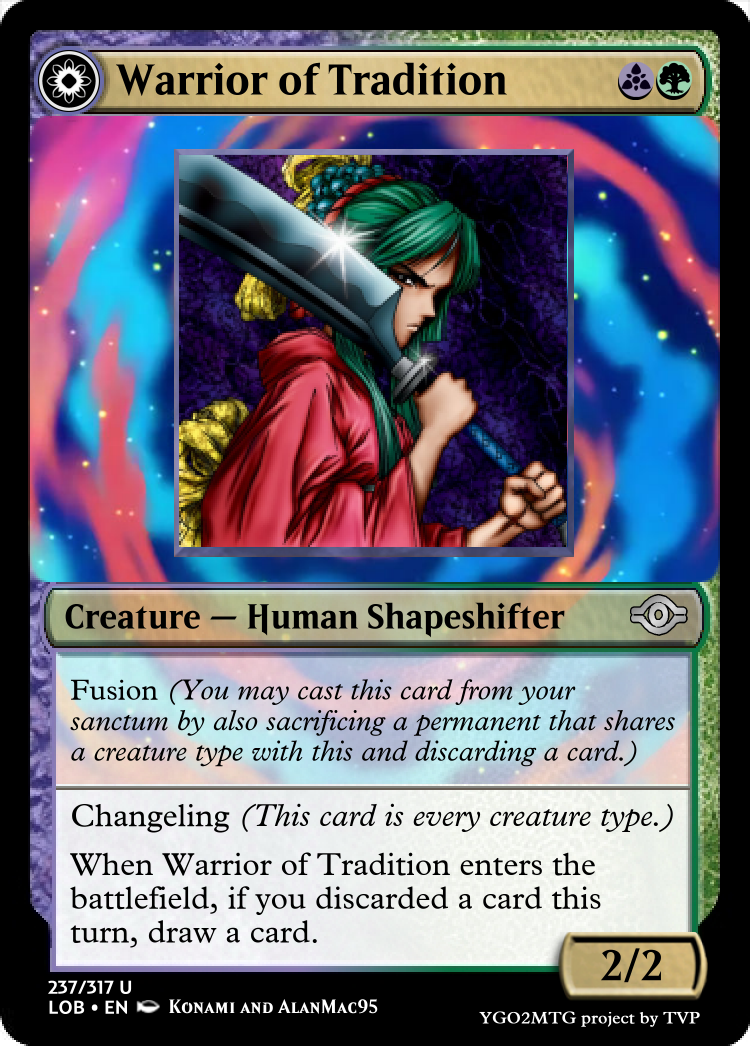 Warrior of Tradition
Creature — Human Shapeshifter
Fusion (You may cast this card from your
sanctum by also sacrificing a permanent that shares
a creature type with this and discarding a card.)
Changeling (This card is every creature type.)
When Warrior of Tradition enters the
battlefield, if you discarded a card this
turn, draw a card.
2/2
237/317 U
LOB • EN Konami and AlanMac95
YGO2MTG project by TVP